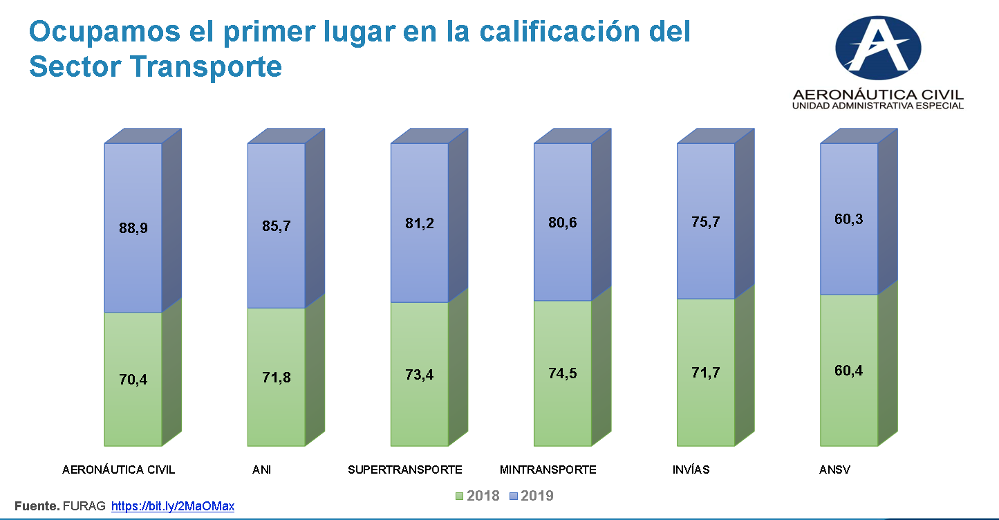 Ocupamos el primer lugar en la calificación del
Sector Transporte
AERONÁUTICA CIVIL
UNIDAD ADMINISTRATIVA ESPECIAL
88,9
85,7
81,2
80,6
75,7
60,3
70,4
71,8
73,4
74,5
71,7
60,4
AERONÁUTICA CIVIL
ANI
SUPERTRANSPORTE
MINTRANSPORTE
INVÍAS
ANSV
2018
2019
Fuente. FURAG https://bit.ly/2MaOMax